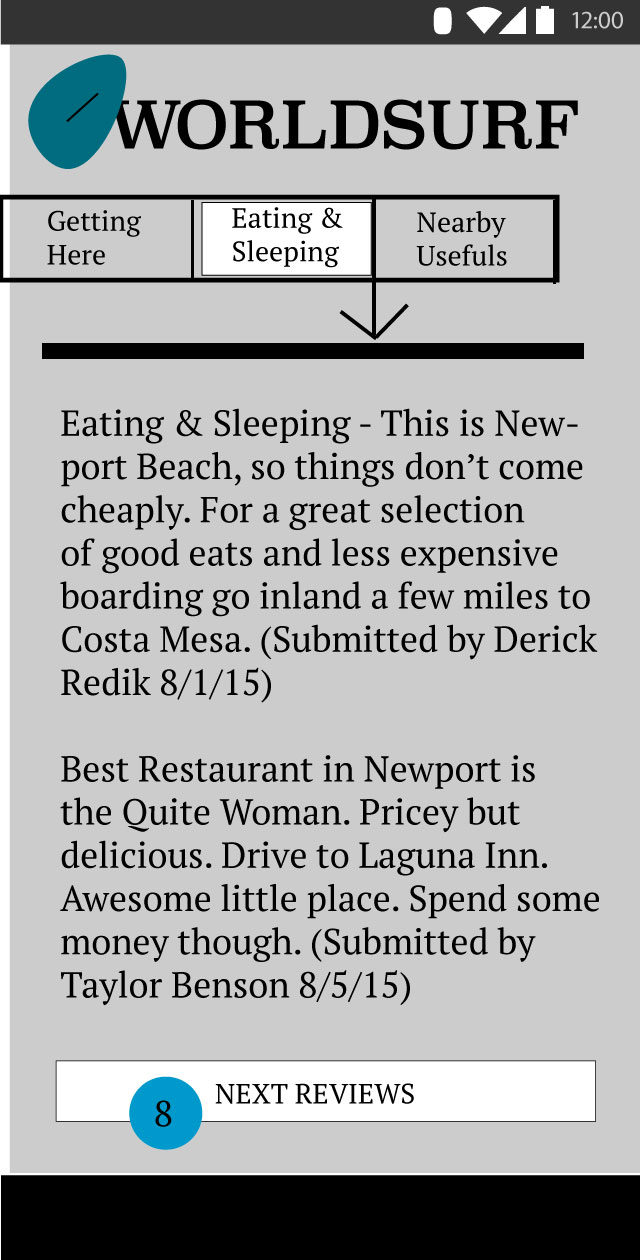 12:00
WORLDSURF
Getting
Here
Eating &
Sleeping
Nearby
Usefuls
Eating & Sleeping - This is New-
port Beach, so things don’t come
cheaply. For a great selection
of good eats and less expensive
boarding go inland a few miles to
Costa Mesa. (Submitted by Derick
Redik 8/1/15)
Best Restaurant in Newport is
the Quite Woman. Pricey but
delicious. Drive to Laguna Inn.
Awesome little place. Spend some
money though. (Submitted by
Taylor Benson 8/5/15)
8 NEXT REVIEWS